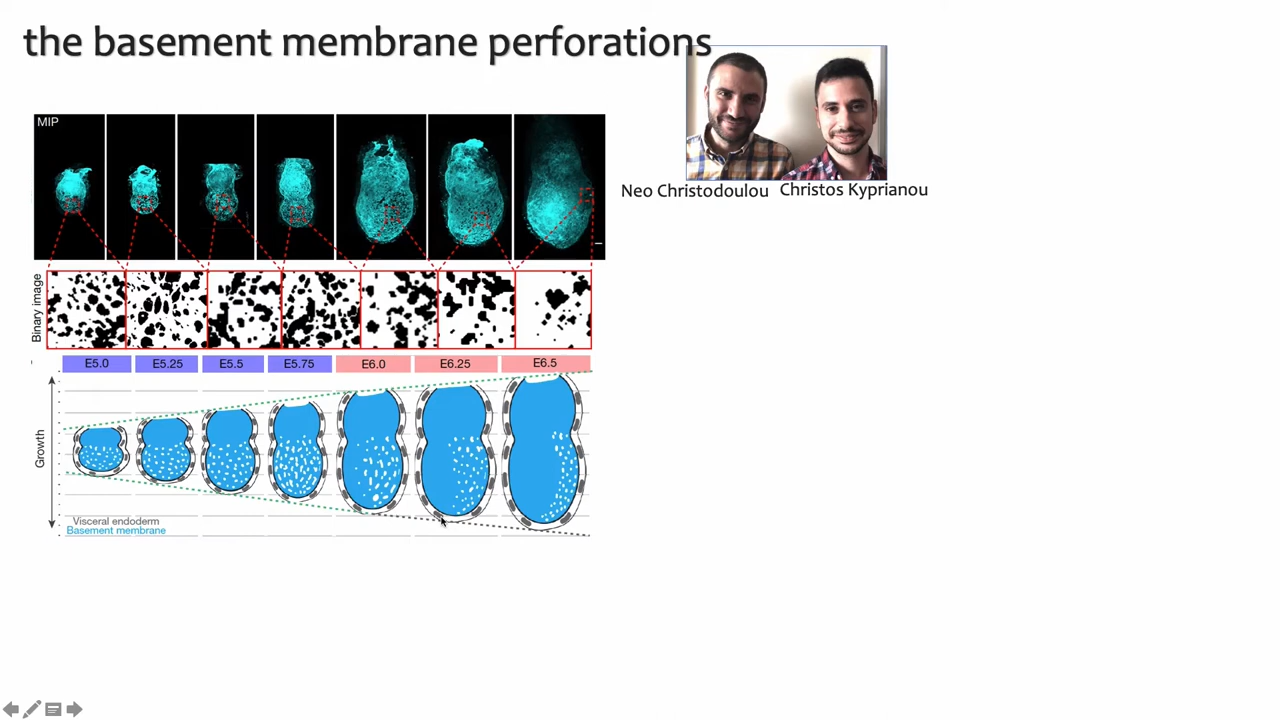 the basement membrane perforations
MIP
Neo Christodoulou
Christos Kyprianou
Binary image
E5.0 E5.25 E5.5 E5.75 E6.0 E6.25 E6.5
Growth
Visceral endoderm
Basement membrane